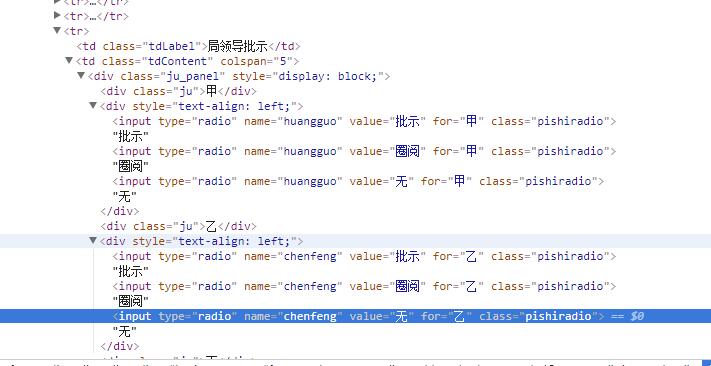 <tr>…</tr>
<tr>
<td class="tdLabel">局领导批示</td>
<td class="tdContent" colspan="5">
<div class="ju_panel" style="display: block;">
<div class="ju">甲</div>
<div style="text-align: left;">
<input type="radio" name="huangguo" value="批示" for="甲" class="pishiradio">
"批示"
<input type="radio" name="huangguo" value="圈阅" for="甲" class="pishiradio">
"圈阅"
<input type="radio" name="huangguo" value="无" for="甲" class="pishiradio">
"无"
</div>
<div class="ju">乙</div>
<div style="text-align: left;">
<input type="radio" name="chenfeng" value="批示" for="乙" class="pishiradio">
"批示"
<input type="radio" name="chenfeng" value="圈阅" for="乙" class="pishiradio">
"圈阅"
<input type="radio" name="chenfeng" value="无" for="乙" class="pishiradio"> == $0
"无"
</div>